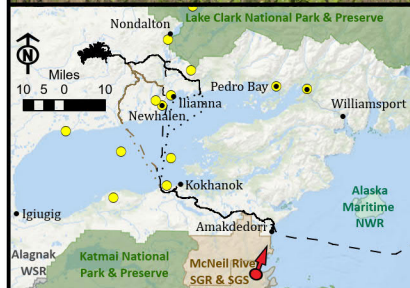 Lake Clark National Park & Preserve
Nondalton
N
Miles
10 5 0 10
Pedro Bay
Iliamna
Newhalen
Williamsport
Kokhanok
Igiugig
Alaska
Maritime
NWR
Amakdedori
Alagnak
WSR
Katmai National
Park & Preserve
McNeil River
SGR & SGS